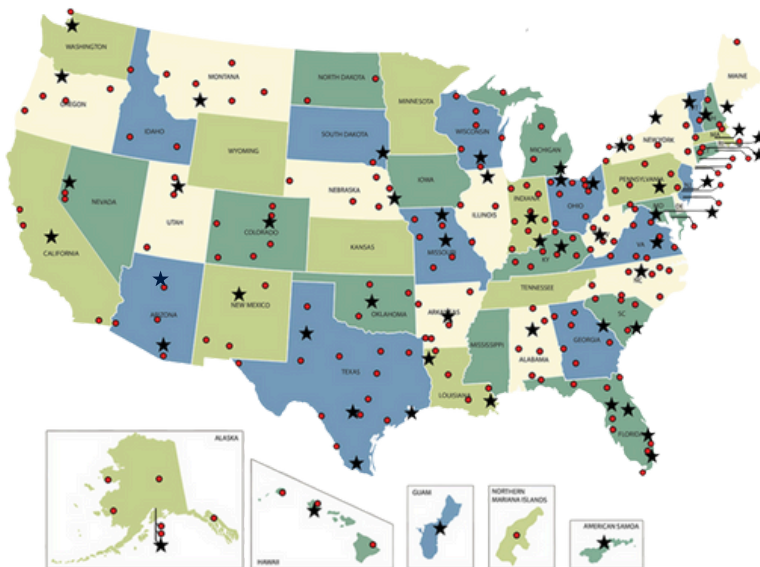 WASHINGTON
MONTANA
NORTH DAKOTA
MINNESOTA
MAINE
OREGON
IDAHO
SOUTH DAKOTA
WISCONSIN
MICHIGAN
NEW YORK
WYOMING
NEVADA
UTAH
NEBRASKA
IOWA
ILLINOIS
INDIANA
OHIO
PENNSYLVANIA
MD
DE
CALIFORNIA
COLORADO
KANSAS
MISSOURI
KY
VA
NC
TENNESSEE
ARIZONA
NEW MEXICO
OKLAHOMA
ARKANSAS
MISSISSIPPI
ALABAMA
GEORGIA
SC
TEXAS
LOUISIANA
FLORIDA
ALASKA
HAWAII
GUAM
NORTHERN
MARIANA ISLANDS
AMERICAN SAMOA